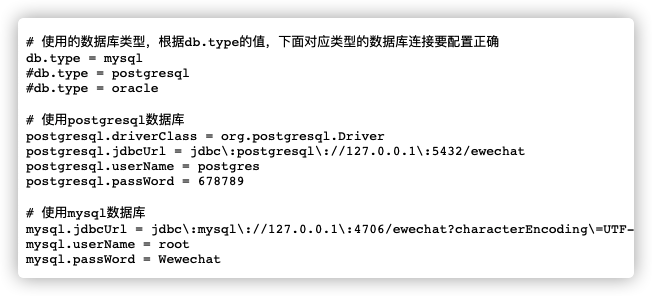 # 使用的数据库类型，根据db.type的值，下面对应类型的数据库连接要配置正确
db.type = mysql
#db.type = postgresql
#db.type = oracle
# 使用postgresql数据库
postgresql.driverClass = org.postgresql.Driver
postgresql.jdbcUrl = jdbc\:postgresql\://127.0.0.1\:5432/ewechat
postgresql.userName = postgres
postgresql.passWord = 678789
# 使用mysql数据库
mysql.jdbcUrl = jdbc\:mysql\://127.0.0.1\:4706/ewechat?characterEncoding\=UTF-
mysql.userName = root
mysql.passWord = Wewechat